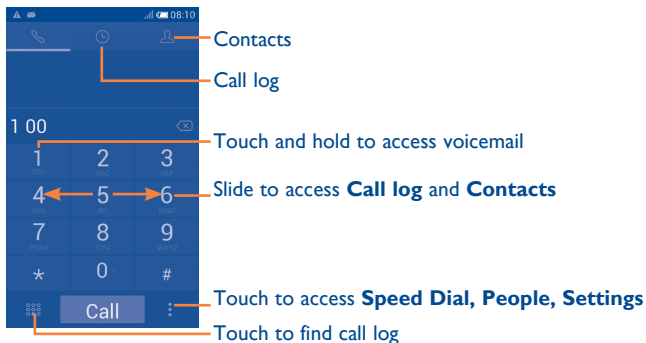 08:10
Contacts
Call log
1 00
Touch and hold to access voicemail
1 2 3
ABC DEF
Slide to access Call log and Contacts
4 5 6
GHI JKL MNO
7 8 9
PQRS TUV WXYZ
* 0 #
Touch to access Speed Dial, People, Settings
Call
Touch to find call log